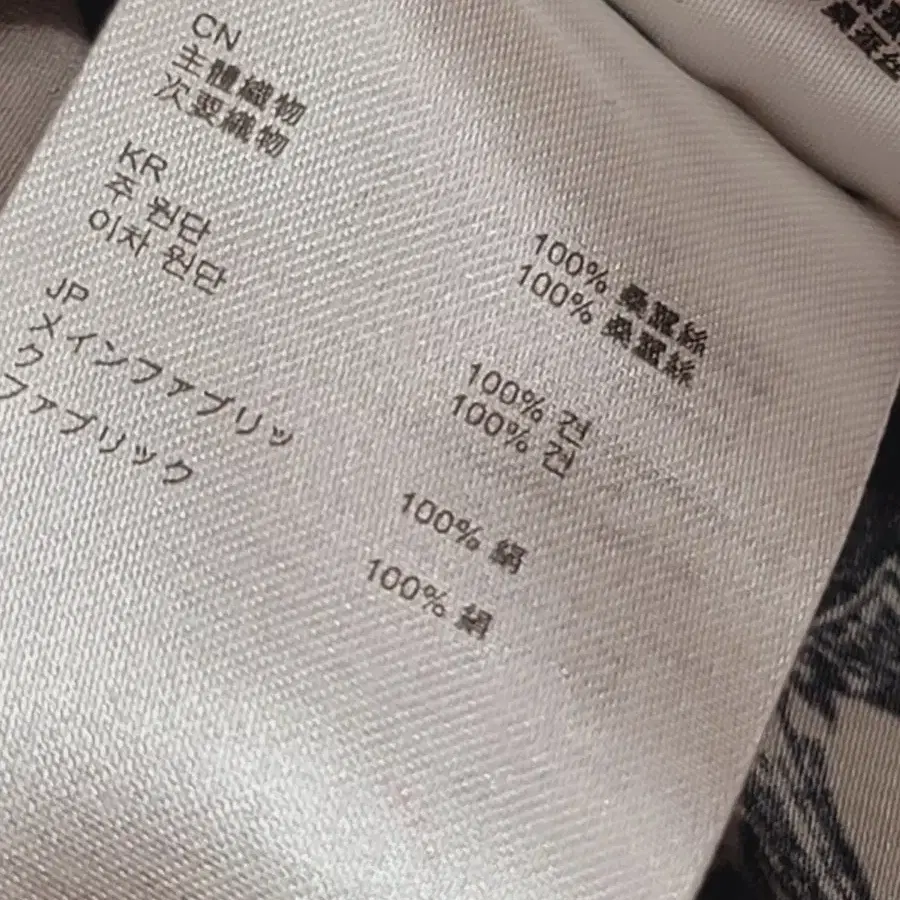 CN
主體織物 100% 桑蠶絲
次要織物 100% 桑蠶絲
KR
주 원단 100% 견
이차 원단 100% 견
JP
メインファブリッ
ク 100% 絹
ファブリック 100% 絹